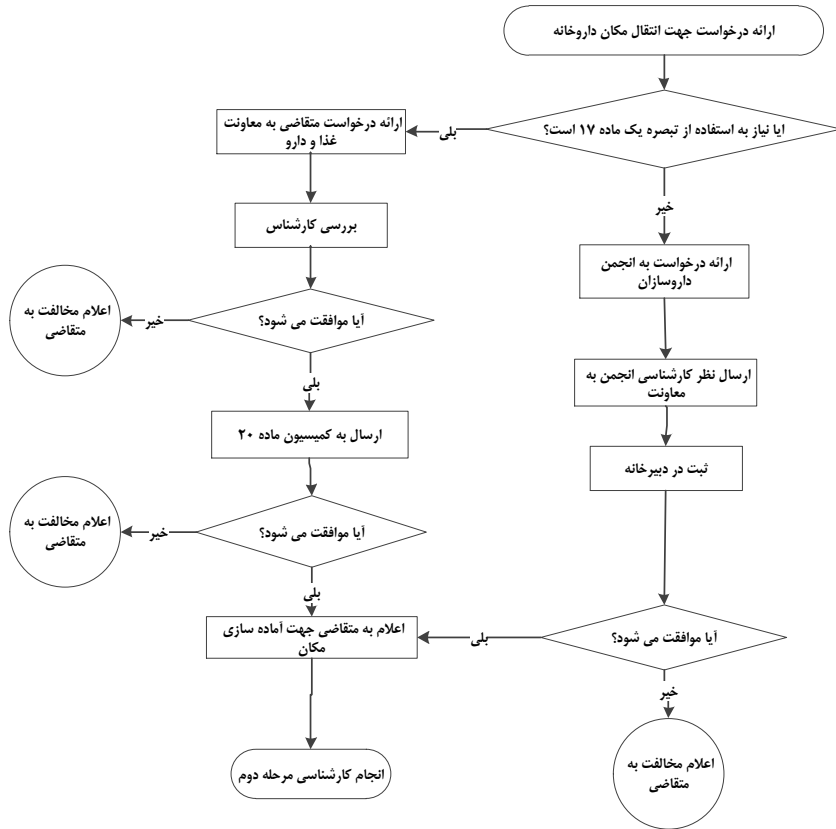 ارائه درخواست جهت انتقال مکان داروخانه
ایا نیاز به استفاده از تبصره یک ماده ۱۷ است؟
بلی
ارائه درخواست متقاضی به معاونت
غذا و دارو
خیر
بررسی کارشناس
ارائه درخواست به انجمن
داروسازان
آیا موافقت می شود؟
خیر
اعلام مخالفت به
متقاضی
بلی
ارسال نظر کارشناسی انجمن به
معاونت
ارسال به کمیسیون ماده ۲۰
ثبت در دبیرخانه
آیا موافقت می شود؟
خیر
اعلام مخالفت به
متقاضی
بلی
آیا موافقت می شود؟
بلی
اعلام به متقاضی جهت آماده سازی
مکان
خیر
اعلام مخالفت به
متقاضی
انجام کارشناسی مرحله دوم